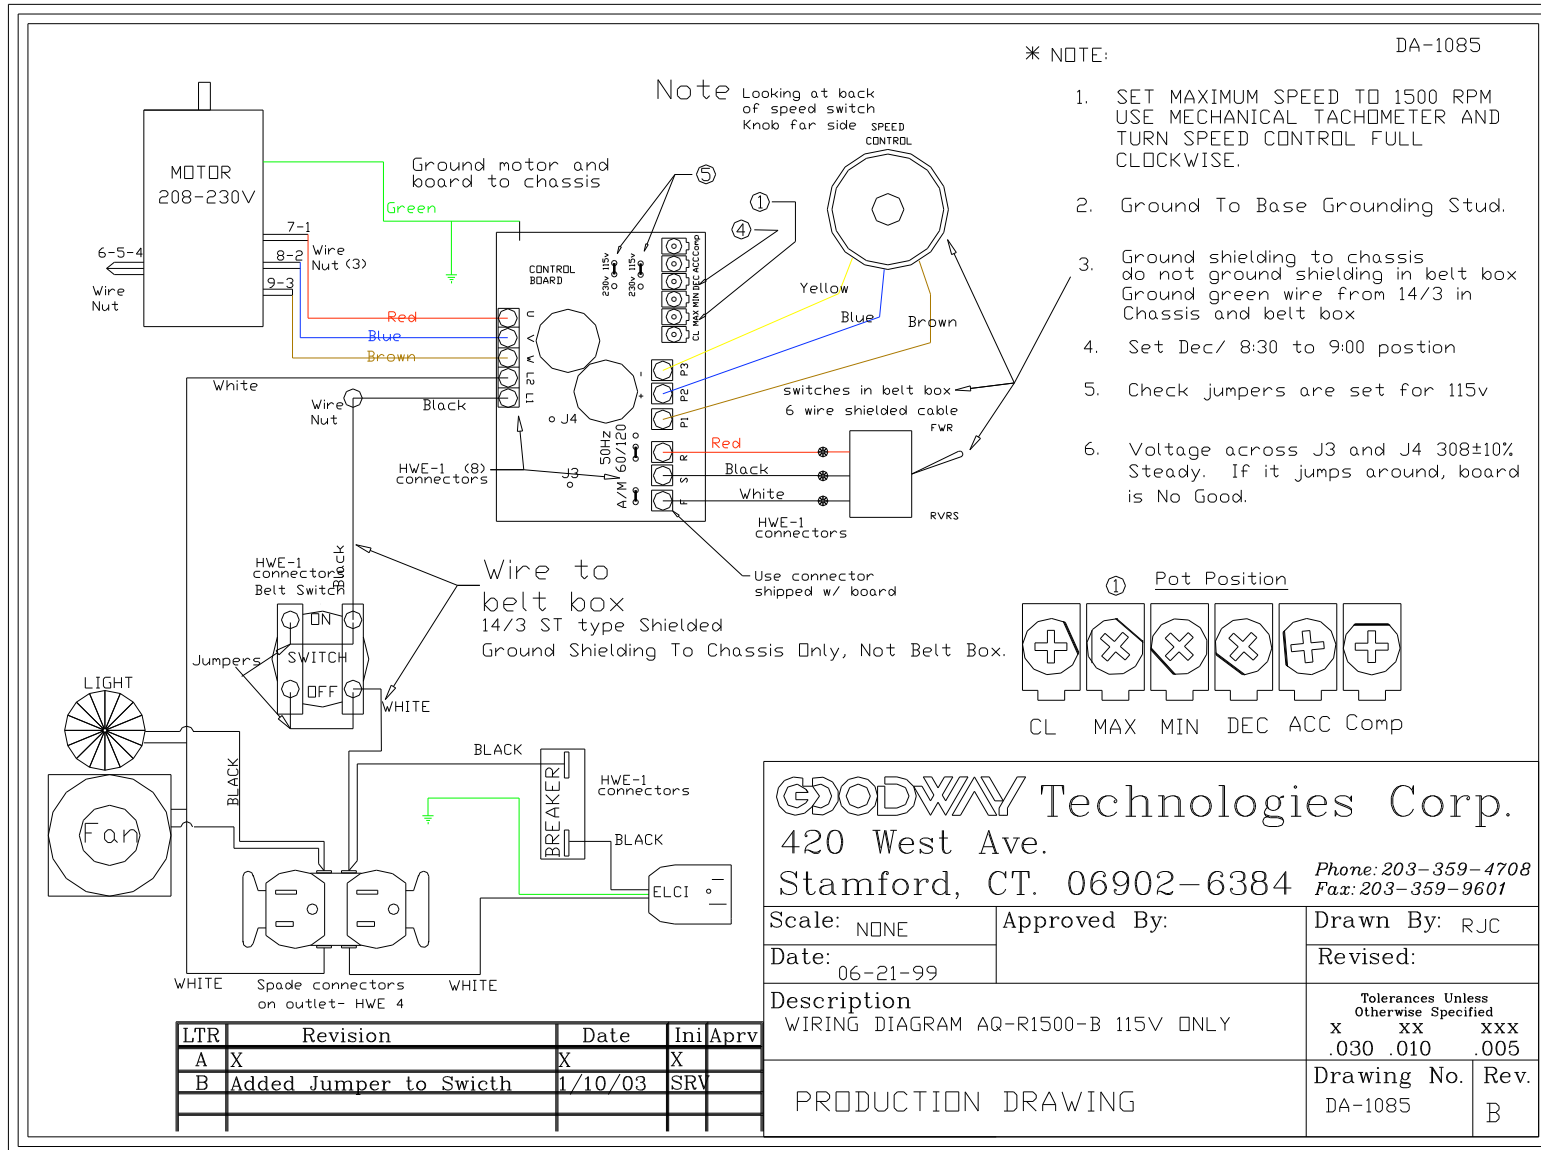 * NOTE:
DA-1085
1. SET MAXIMUM SPEED TO 1500 RPM
USE MECHANICAL TACHOMETER AND
TURN SPEED CONTROL FULL
CLOCKWISE.
2. Ground To Base Grounding Stud.
3. Ground shielding to chassis
do not ground shielding in belt box
Ground green wire from 14/3 in
Chassis and belt box
4. Set Dec/ 8:30 to 9:00 postion
5. Check jumpers are set for 115v
6. Voltage across J3 and J4 308±10%
Steady. If it jumps around, board
is No Good.
Note Looking at back
of speed switch
Knob far side
SPEED
CONTROL
MOTOR
208-230V
Ground motor and
board to chassis
Green
7-1
8-2
9-3
Wire
Nut (3)
6-5-4
Wire
Nut
Red
Blue
Brown
White
Wire
Nut
Black
5
1
4
CONTROL
BOARD
230v 115v
230v 115v
CL MAX MIN DEC ACC Comp
U
V
W
L2
L1
P3
P2
P1
R
S
F
-
+
J4
J3
50Hz
A/M 60/120
Yellow
Blue
Brown
switches in belt box
6 wire shielded cable
FWR
RVRS
Red
Black
White
HWE-1
connectors
HWE-1 (8)
connectors
Use connector
shipped w/ board
HWE-1
connectors
Belt Switch
Black
Wire to
belt box
14/3 ST type Shielded
Ground Shielding To Chassis Only, Not Belt Box.
ON
SWITCH
OFF
Jumpers
WHITE
LIGHT
Fan
BLACK
BLACK
BREAKER
HWE-1
connectors
BLACK
ELCI
WHITE
WHITE
Spade connectors
on outlet- HWE 4
1 Pot Position
CL MAX MIN DEC ACC Comp
GOODWAY Technologies Corp.
420 West Ave.
Stamford, CT. 06902-6384
Phone: 203-359-4708
Fax: 203-359-9601
Scale: NONE
Approved By:
Drawn By: RJC
Date: 06-21-99
Revised:
Description
WIRING DIAGRAM AQ-R1500-B 115V ONLY
Tolerances Unless
Otherwise Specified
X XX XXX
.030 .010 .005
PRODUCTION DRAWING
Drawing No.
DA-1085
Rev.
B
LTR Revision Date Ini Aprv
A X X X
B Added Jumper to Swicth 1/10/03 SRV